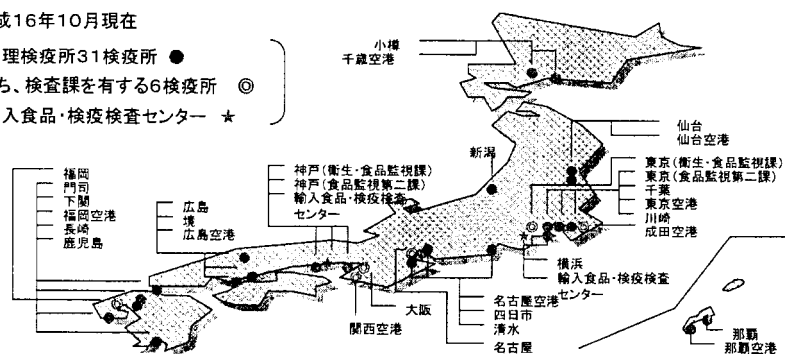 成16年10月現在
理検疫所31検疫所 ●
ち、検査課を有する6検疫所 ◎
入食品・検疫検査センター ★
小樽
千歳空港
仙台
仙台空港
新潟
東京(衛生・食品監視課)
東京(食品監視第二課)
千葉
東京空港
川崎
成田空港
福岡
門司
下関
福岡空港
長崎
鹿児島
広島
境
広島空港
神戸(衛生・食品監視課)
神戸(食品監視第二課)
輸入食品・検疫検査
センター
横浜
輸入食品・検疫検査
センター
大阪
関西空港
名古屋空港
四日市
清水
名古屋
那覇
那覇空港